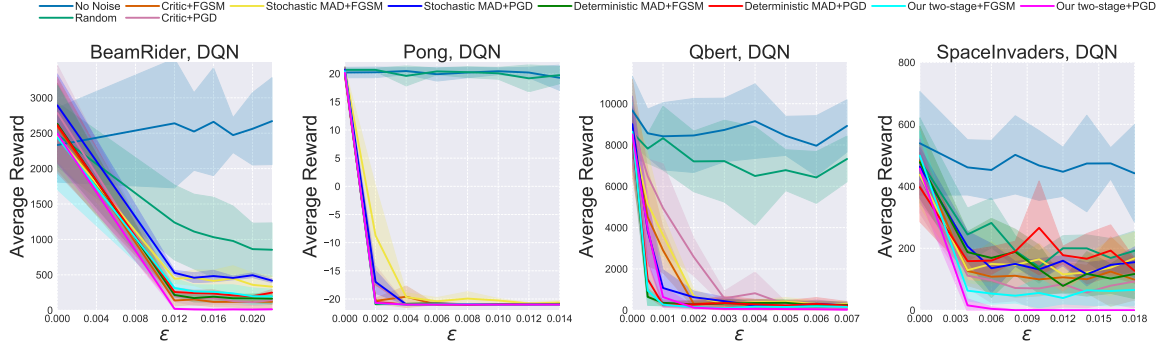 No Noise Critic+FGSM Stochastic MAD+FGSM Stochastic MAD+PGD Deterministic MAD+FGSM Deterministic MAD+PGD Our two-stage+FGSM Our two-stage+PGD
Random Critic+PGD
BeamRider, DQN
Average Reward
3000
2500
2000
1500
1000
500
0
0.000 0.004 0.008 0.012 0.016 0.020
ε
Pong, DQN
Average Reward
20
15
10
5
0
−5
−10
−15
−20
0.000 0.002 0.004 0.006 0.008 0.010 0.012 0.014
ε
Qbert, DQN
Average Reward
10000
8000
6000
4000
2000
0
0.000 0.001 0.002 0.003 0.004 0.005 0.006 0.007
ε
SpaceInvaders, DQN
Average Reward
800
600
400
200
0
0.000 0.003 0.006 0.009 0.012 0.015 0.018
ε